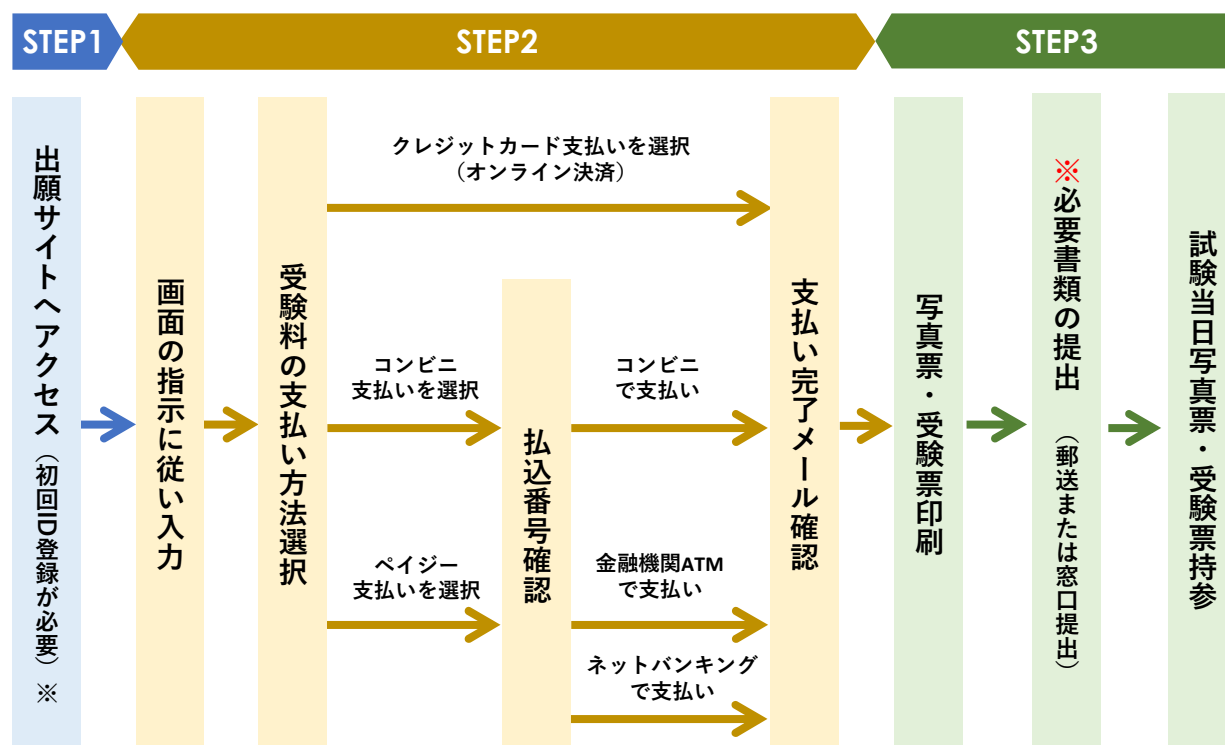 STEP1
STEP2
STEP3
出願サイトへアクセス（初回ID登録が必要）※
画面の指示に従い入力
受験料の支払い方法選択
クレジットカード支払いを選択
（オンライン決済）
コンビニ
支払いを選択
ペイジー
支払いを選択
払込番号確認
コンビニ
で支払い
金融機関ATM
で支払い
ネットバンキング
で支払い
支払い完了メール確認
写真票・受験票印刷
※必要書類の提出（郵送または窓口提出）
試験当日写真票・受験票持参